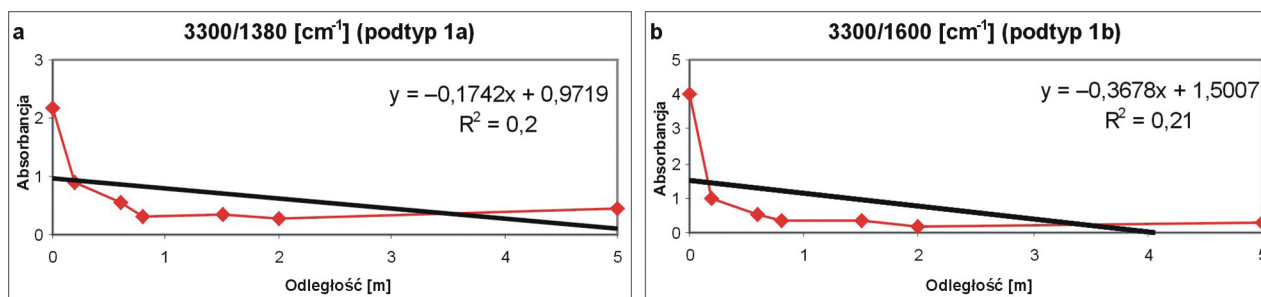 a
3300/1380 [cm⁻¹] (podtyp 1a)
3
2
1
0
Absorbancja
y = –0,1742x + 0,9719
R² = 0,2
0 1 2 3 4 5
Odległość [m]
b
3300/1600 [cm⁻¹] (podtyp 1b)
5
4
3
2
1
0
Absorbancja
y = –0,3678x + 1,5007
R² = 0,21
0 1 2 3 4 5
Odległość [m]